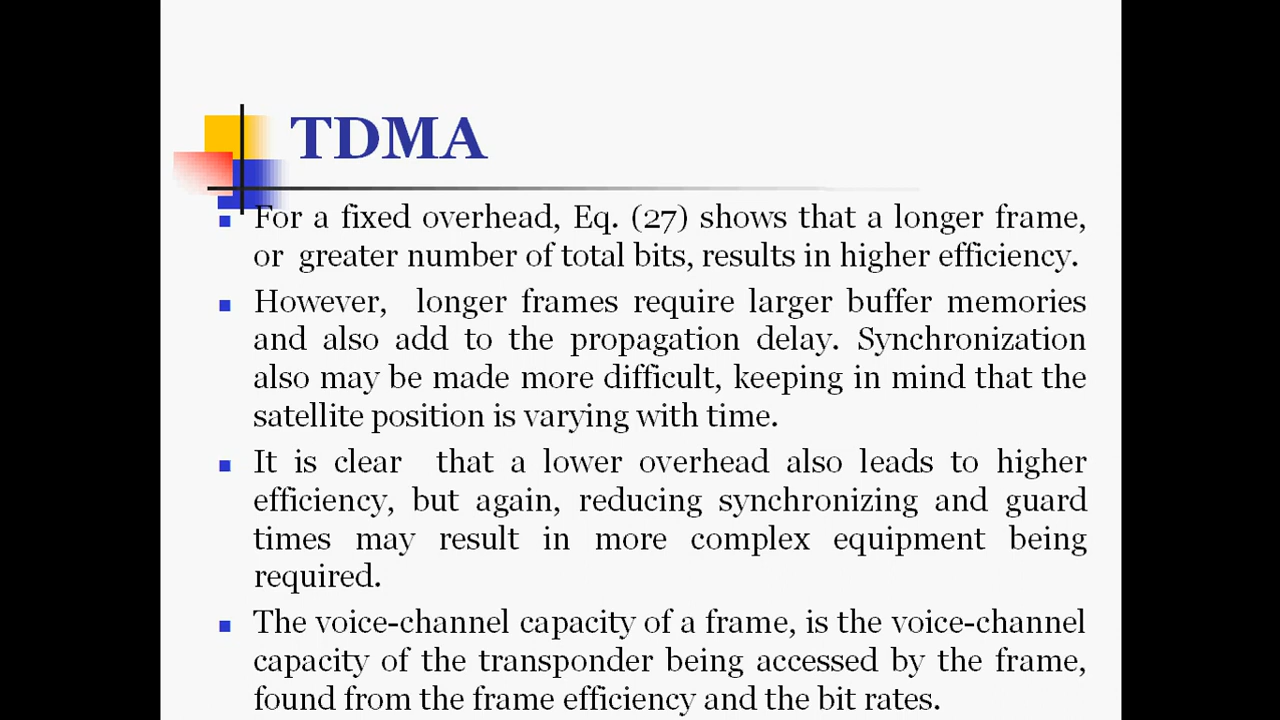 TDMA
For a fixed overhead, Eq. (27) shows that a longer frame,
or greater number of total bits, results in higher efficiency.
However, longer frames require larger buffer memories
and also add to the propagation delay. Synchronization
also may be made more difficult, keeping in mind that the
satellite position is varying with time.
It is clear that a lower overhead also leads to higher
efficiency, but again, reducing synchronizing and guard
times may result in more complex equipment being
required.
The voice-channel capacity of a frame, is the voice-channel
capacity of the transponder being accessed by the frame,
found from the frame efficiency and the bit rates.